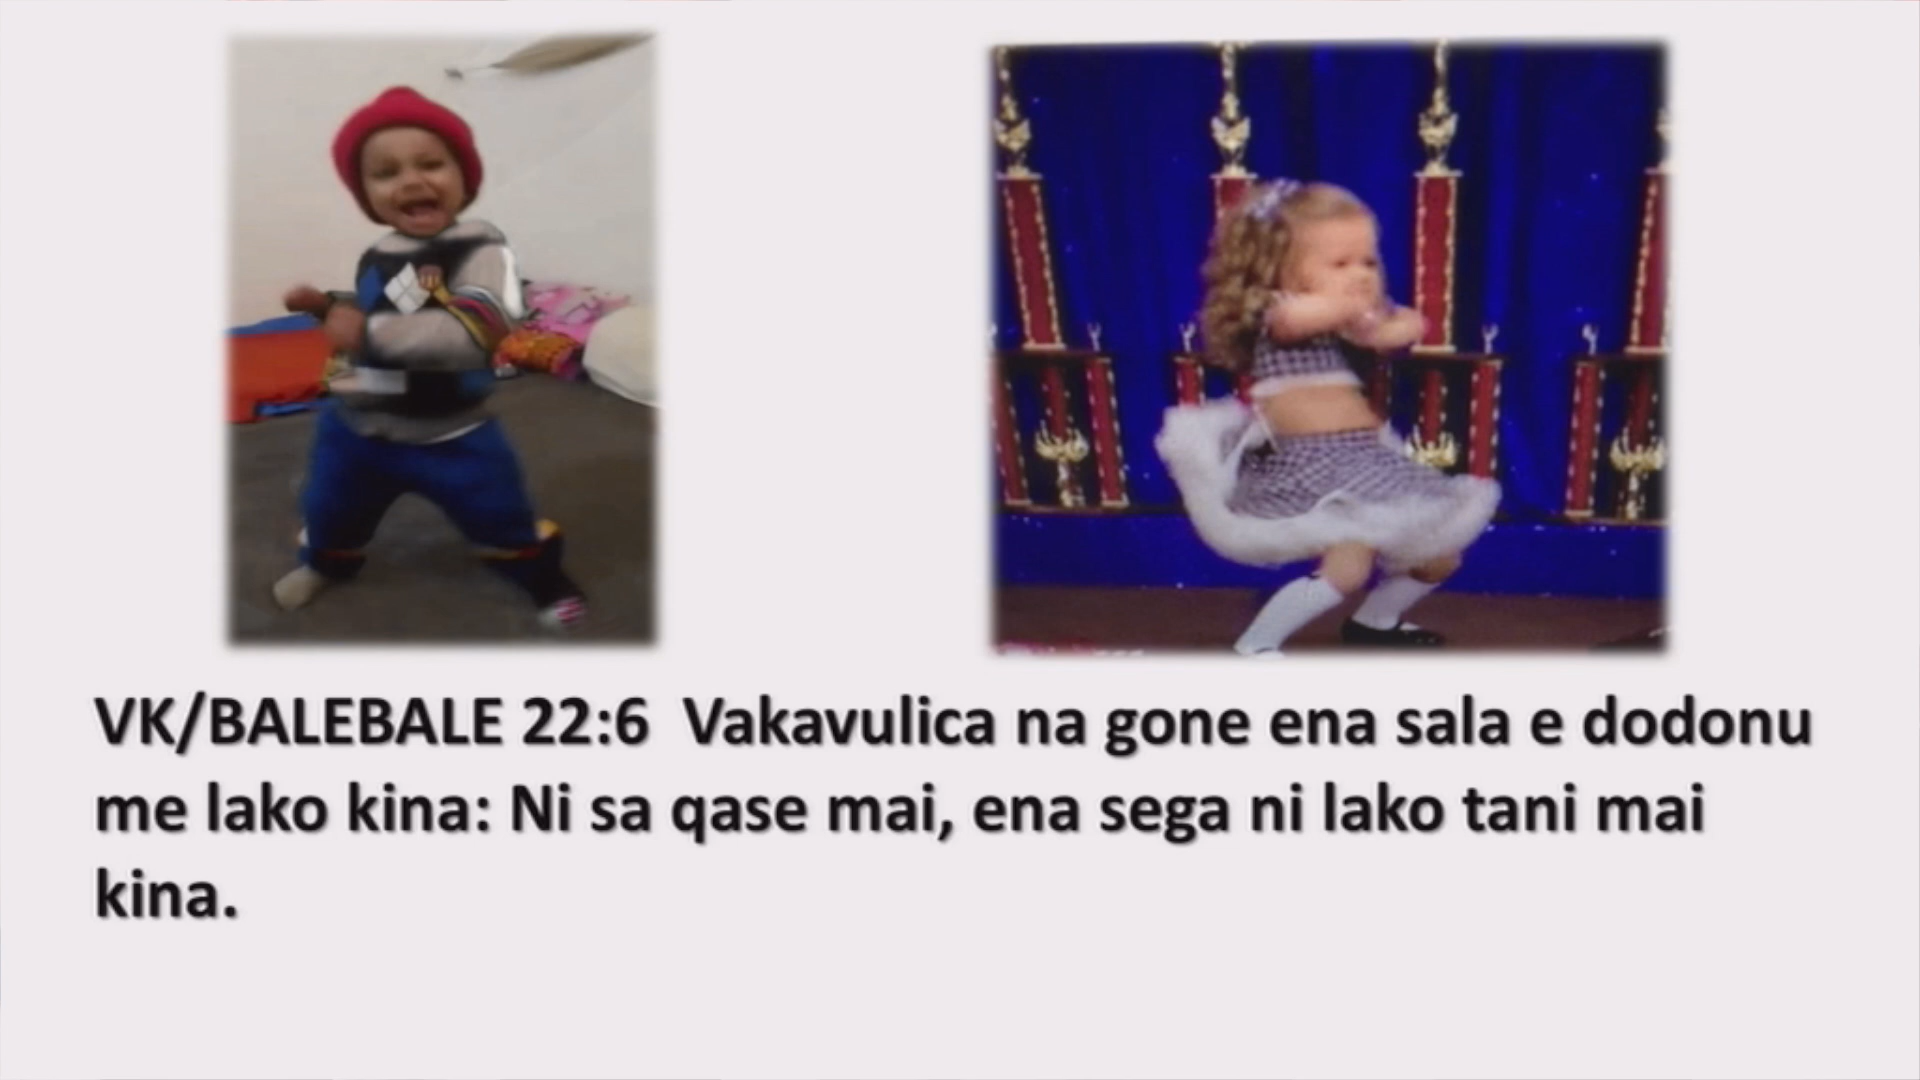 VK/BALEBALE 22:6 Vakavulica na gone ena sala e dodonu
me lako kina: Ni sa qase mai, ena sega ni lako tani mai
kina.